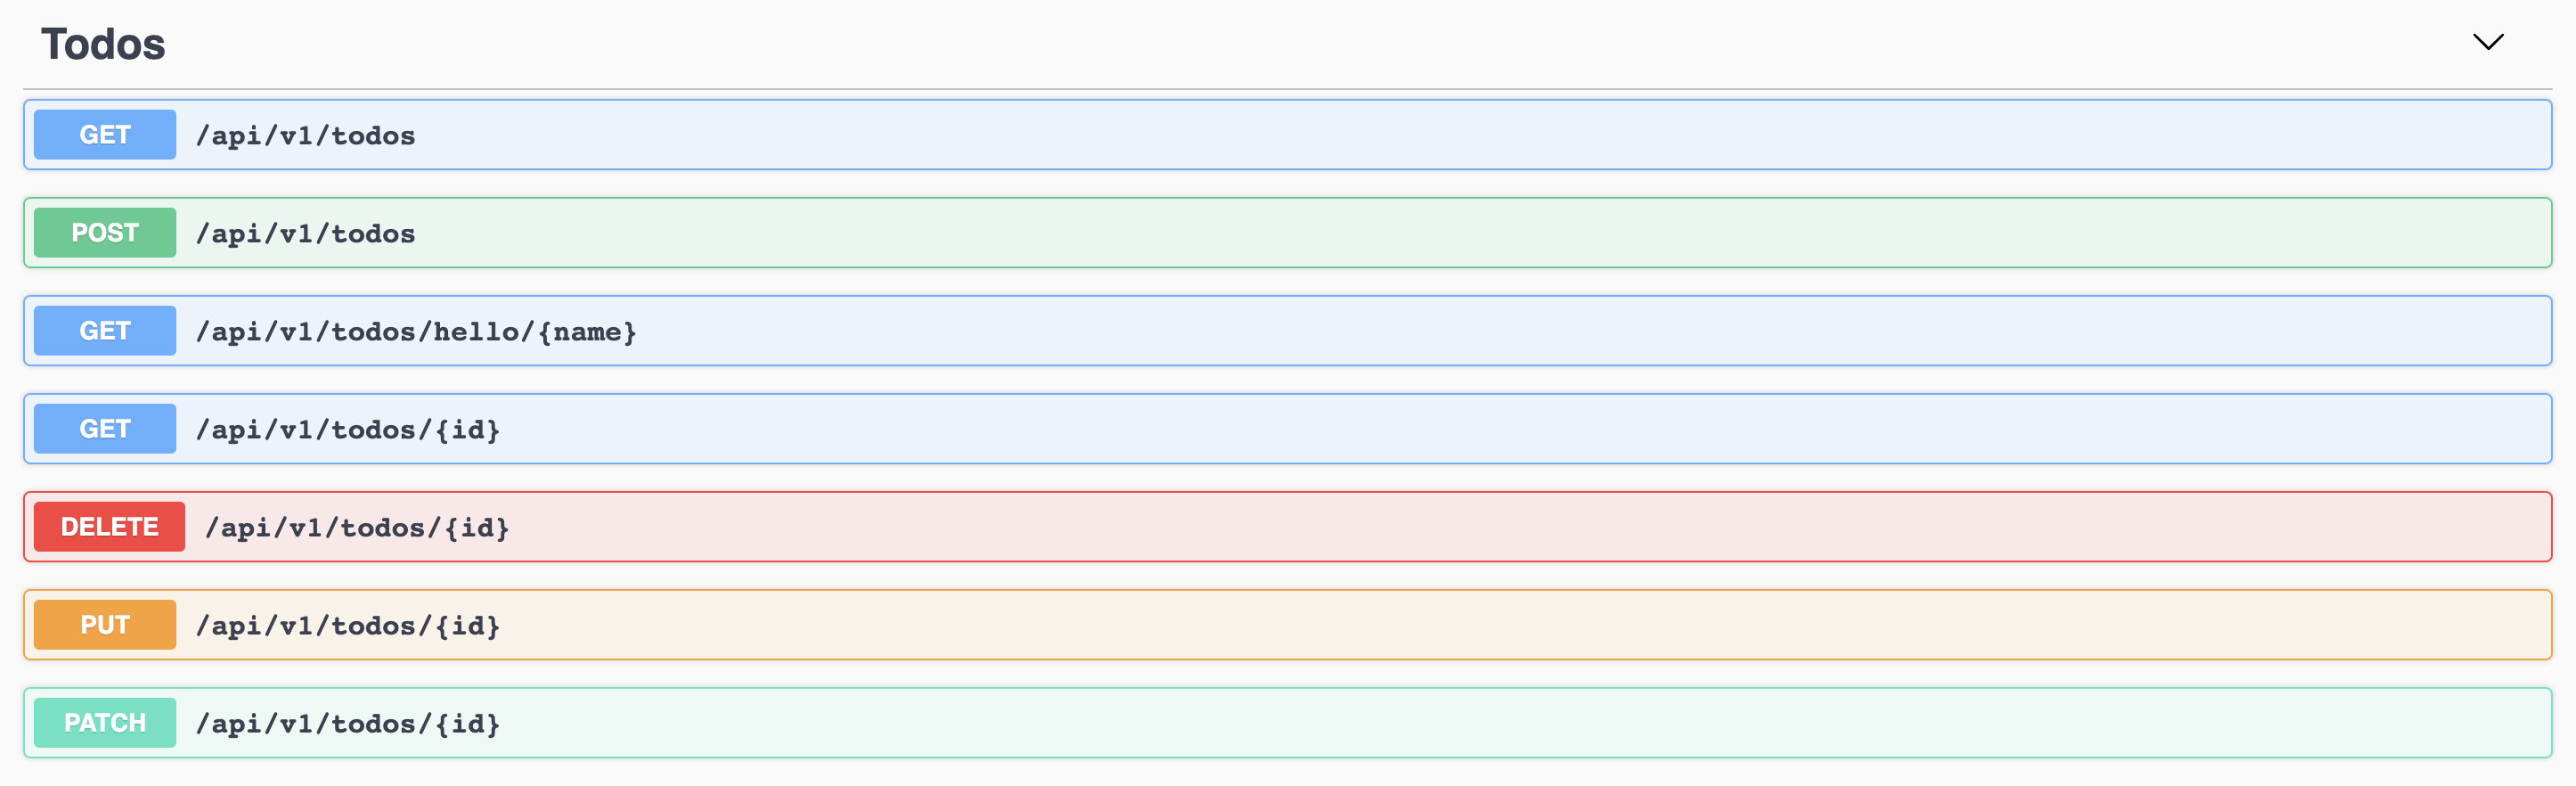 Todos
GET /api/v1/todos
POST /api/v1/todos
GET /api/v1/todos/hello/{name}
GET /api/v1/todos/{id}
DELETE /api/v1/todos/{id}
PUT /api/v1/todos/{id}
PATCH /api/v1/todos/{id}